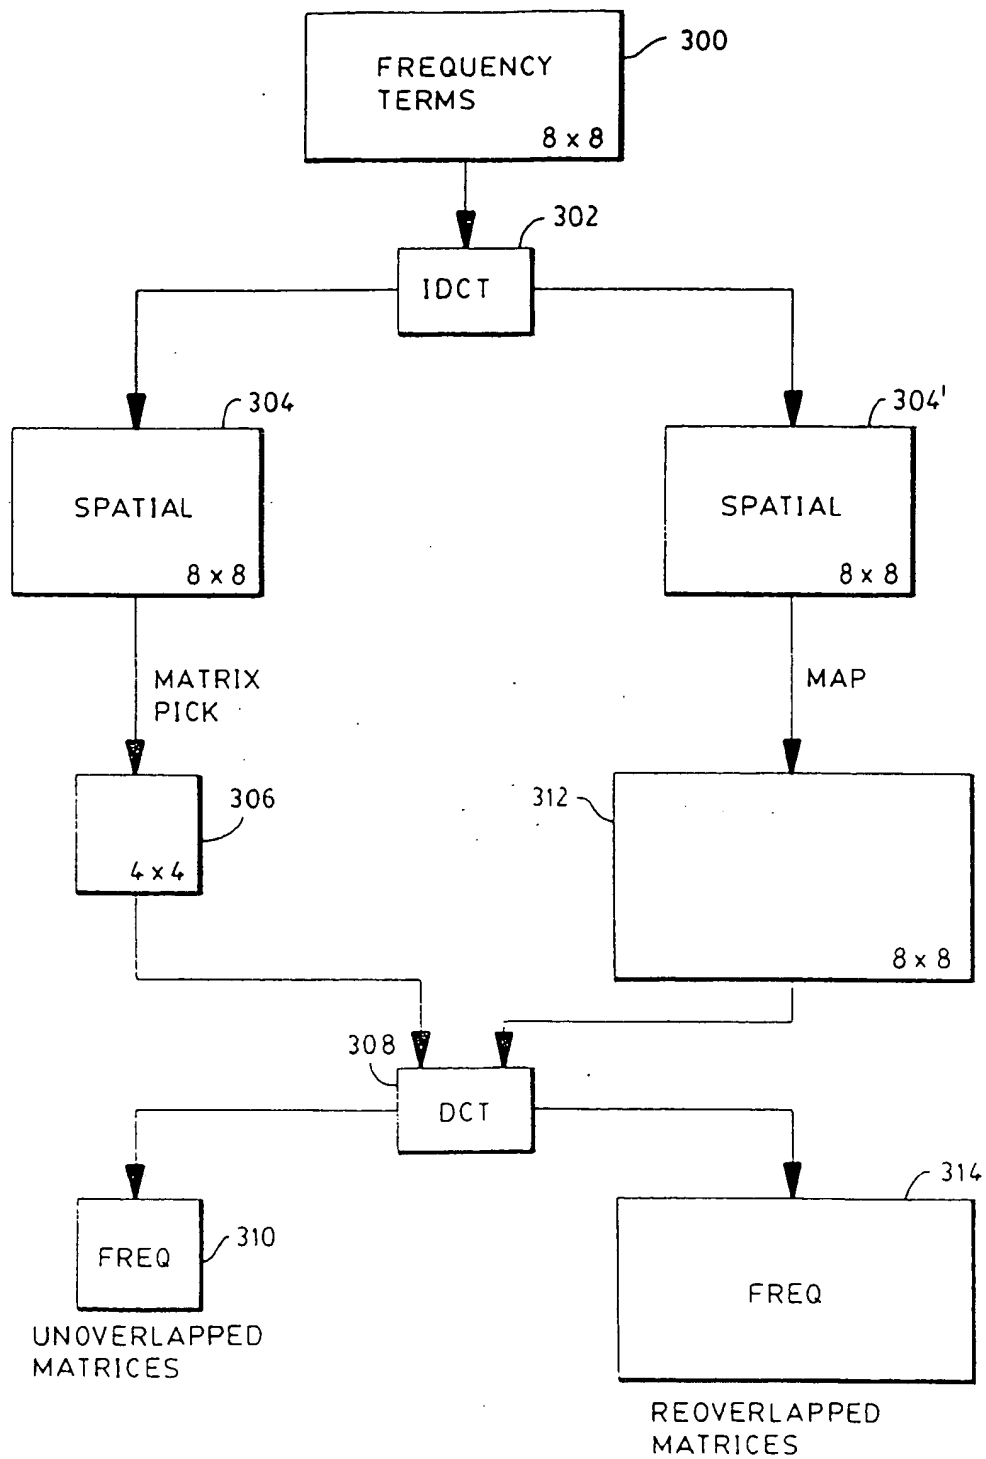 300
FREQUENCY
TERMS
8 x 8
302
IDCT
304
304'
SPATIAL
8 x 8
SPATIAL
8 x 8
MATRIX
PICK
MAP
306
4 x 4
312
8 x 8
308
DCT
310
FREQ
UNOVERLAPPED
MATRICES
314
FREQ
REOVERLAPPED
MATRICES